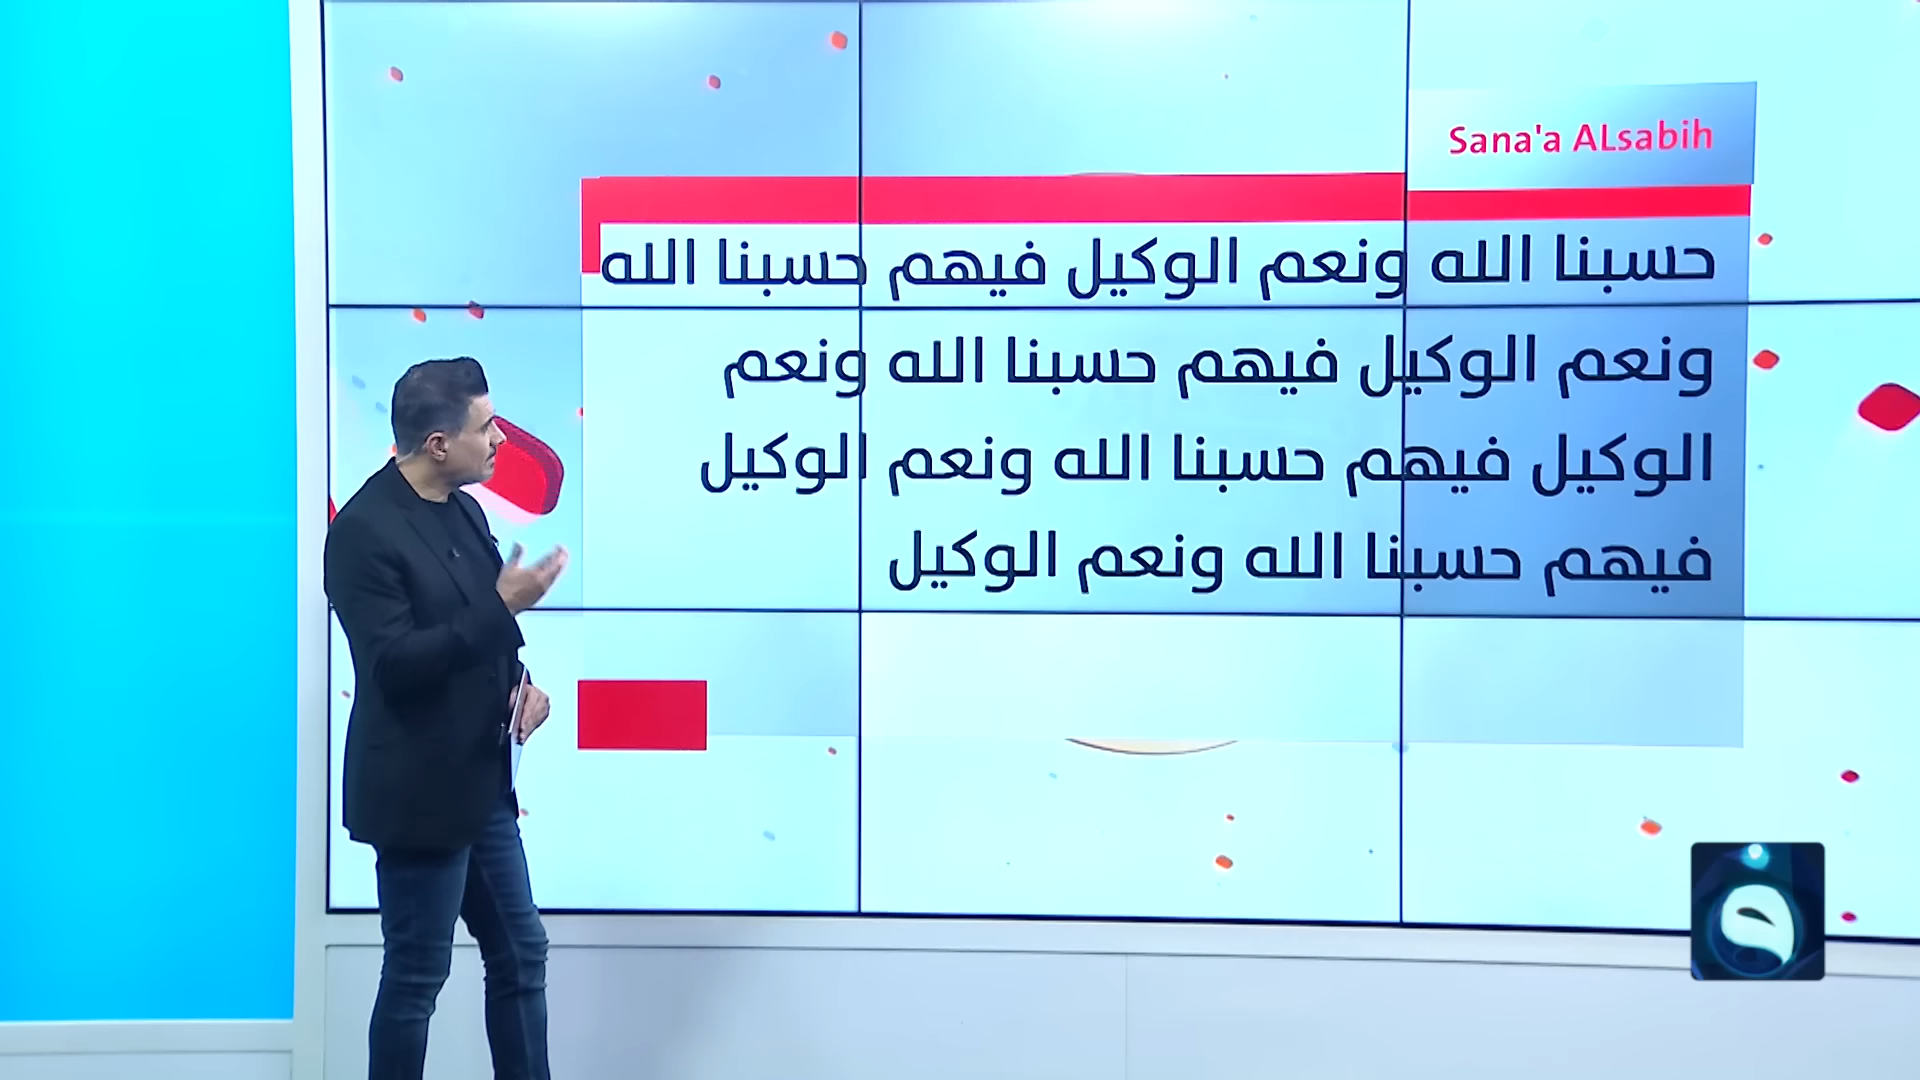 Sana'a ALsabih
حسبنا الله ونعم الوكيل فيهم حسبنا الله
ونعم الوكيل فيهم حسبنا الله ونعم
الوكيل فيهم حسبنا الله ونعم الوكيل
فيهم حسبنا الله ونعم الوكيل